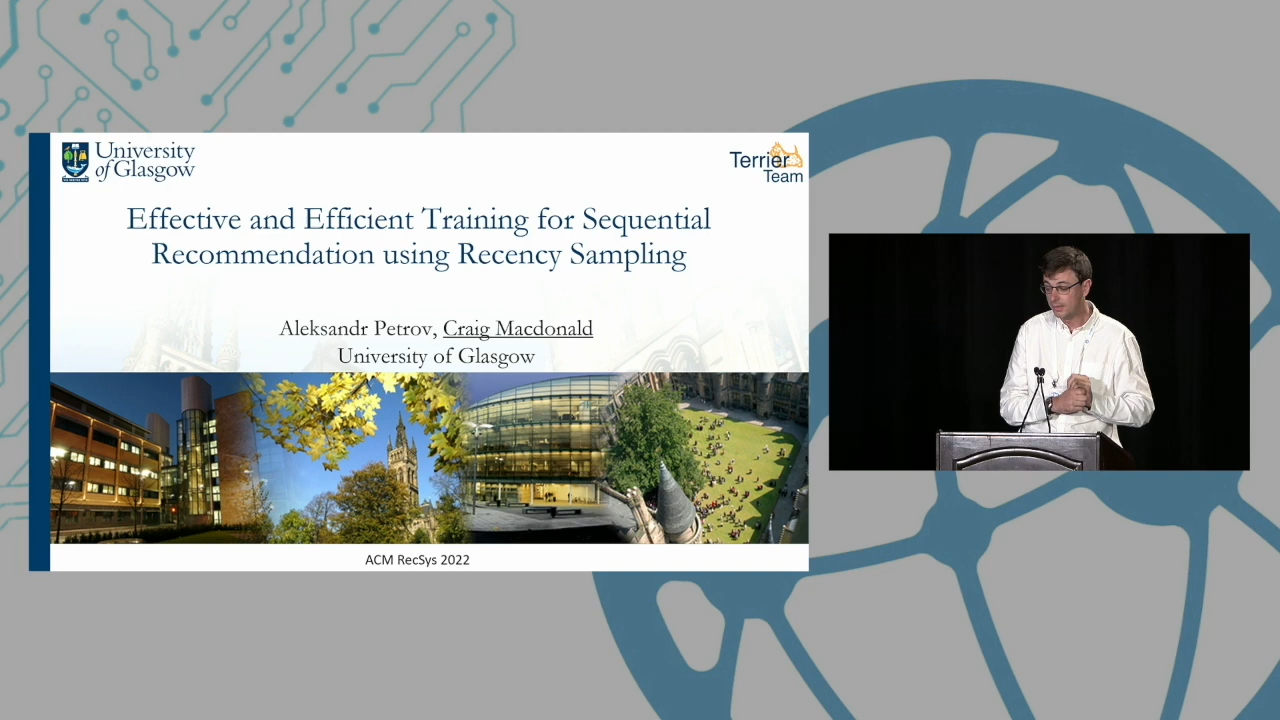 University
of Glasgow
Terrier
Team
Effective and Efficient Training for Sequential
Recommendation using Recency Sampling
Aleksandr Petrov, Craig Macdonald
University of Glasgow
ACM RecSys 2022